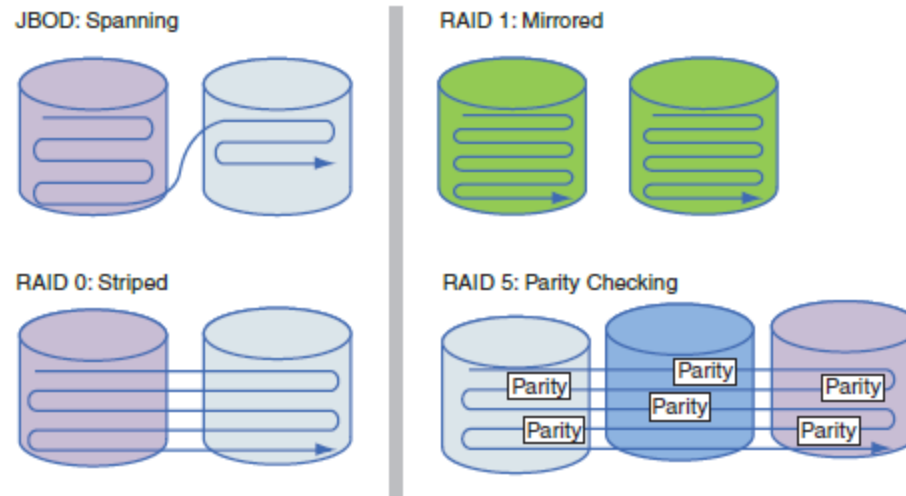 JBOD: Spanning
RAID 1: Mirrored
RAID 0: Striped
RAID 5: Parity Checking
Parity
Parity
Parity
Parity
Parity
Parity